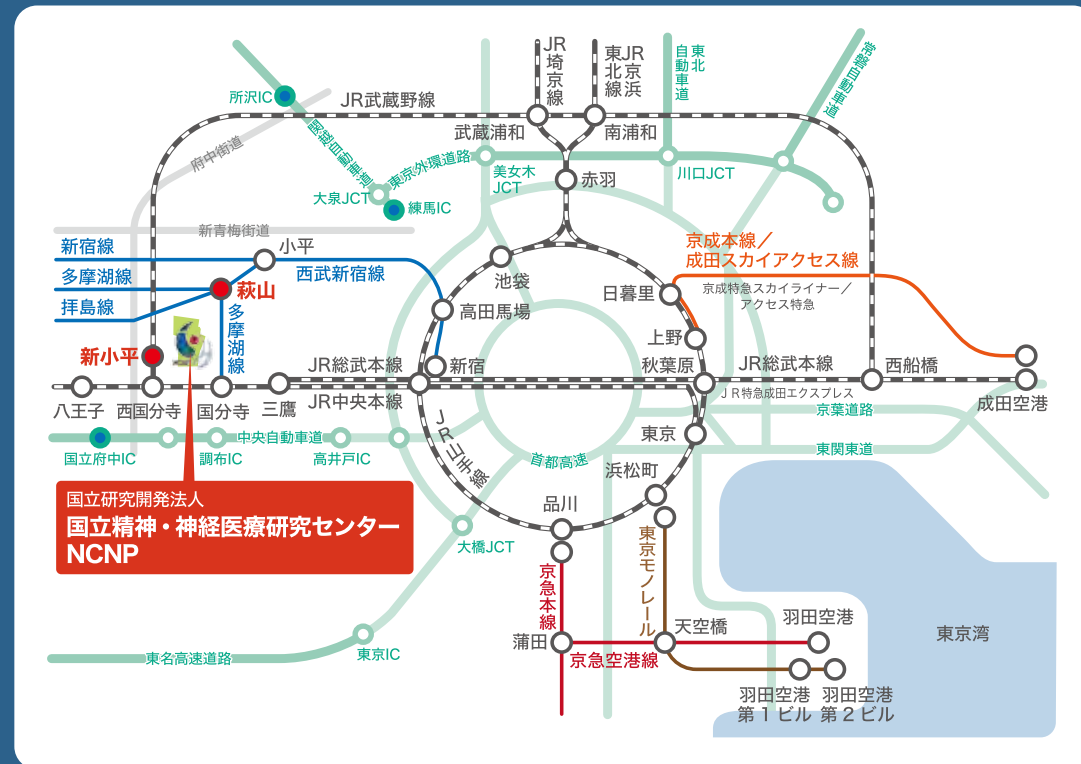 JR
埼京線
JR
京浜
東北線
東北
自動車道
常磐自動車道
所沢IC
JR武蔵野線
武蔵浦和
南浦和
関越自動車道
府中街道
東京外環道路
美女木
JCT
川口JCT
赤羽
大泉JCT
練馬IC
新青梅街道
新宿線
小平
西武新宿線
京成本線／
成田スカイアクセス線
京成特急スカイライナー／
アクセス特急
多摩湖線
萩山
拝島線
多摩湖線
池袋
日暮里
高田馬場
上野
新小平
新宿
秋葉原
JR総武本線
JR総武本線
西船橋
JR特急成田エクスプレス
JR中央本線
八王子
西国分寺
国分寺
三鷹
成田空港
京葉道路
JR山手線
国立府中IC
中央自動車道
調布IC
高井戸IC
首都高速
東京
東関東道
浜松町
国立研究開発法人
国立精神・神経医療研究センター
NCNP
品川
大橋JCT
京急本線
東京モノレール
蒲田
天空橋
羽田空港
京急空港線
東京湾
東名高速道路
東京IC
羽田空港
第1ビル
羽田空港
第2ビル